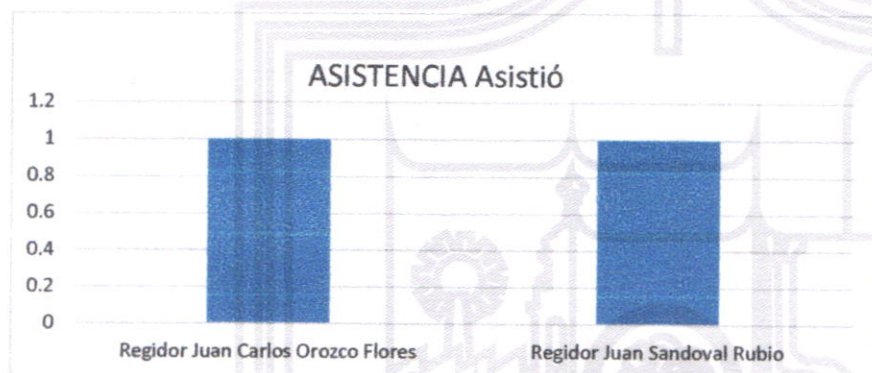 ASISTENCIA Asistió
1.2
1
0.8
0.6
0.4
0.2
0
Regidor Juan Carlos Orozco Flores
Regidor Juan Sandoval Rubio